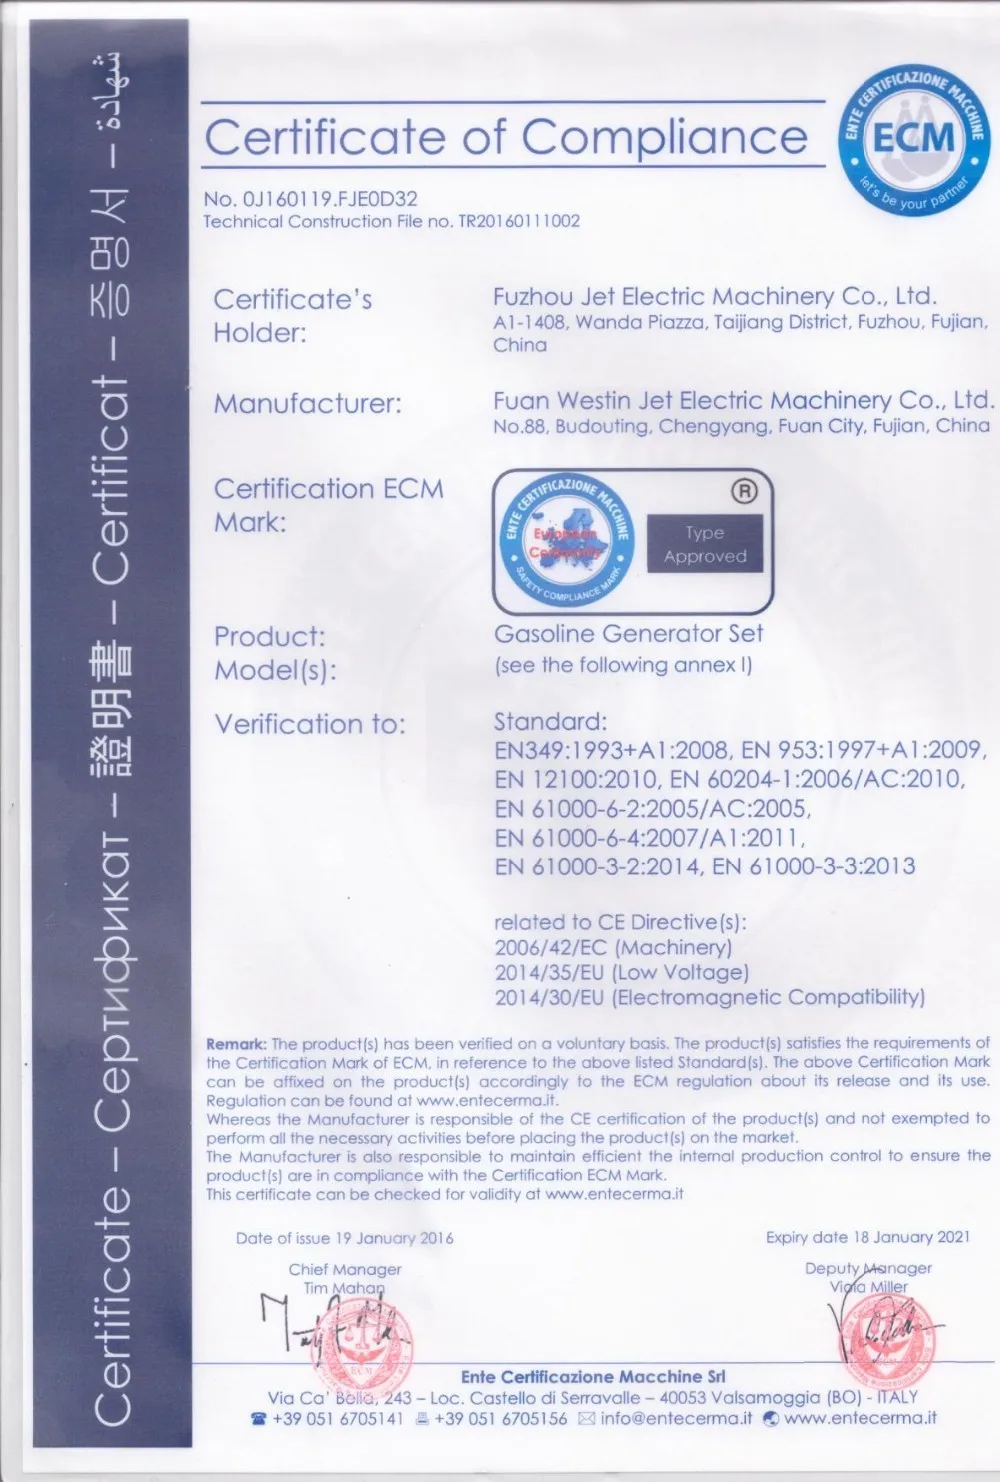 Certificate – Сертификат – 證明書 – Certificat – 증명서 – شهادة
Certificate of Compliance
ENTE CERTIFICAZIONE MACCHINE
ECM
let's be your partner
No. 0J160119.FJE0D32
Technical Construction File no. TR20160111002
Certificate's
Holder:
Fuzhou Jet Electric Machinery Co., Ltd.
A1-1408, Wanda Piazza, Taijiang District, Fuzhou, Fujian,
China
Manufacturer:
Fuan Westin Jet Electric Machinery Co., Ltd.
No.88, Budouting, Chengyang, Fuan City, Fujian, China
Certification ECM
Mark:
ENTE CERTIFICAZIONE MACCHINE
European
Conformity
SAFETY COMPLIANCE MARK
®
Type
Approved
Product:
Gasoline Generator Set
Model(s):
(see the following annex I)
Verification to:
Standard:
EN349:1993+A1:2008, EN 953:1997+A1:2009,
EN 12100:2010, EN 60204-1:2006/AC:2010,
EN 61000-6-2:2005/AC:2005,
EN 61000-6-4:2007/A1:2011,
EN 61000-3-2:2014, EN 61000-3-3:2013
related to CE Directive(s):
2006/42/EC (Machinery)
2014/35/EU (Low Voltage)
2014/30/EU (Electromagnetic Compatibility)
Remark: The product(s) has been verified on a voluntary basis. The product(s) satisfies the requirements of
the Certification Mark of ECM, in reference to the above listed Standard(s). The above Certification Mark
can be affixed on the product(s) accordingly to the ECM regulation about its release and its use.
Regulation can be found at www.entecerma.it.
Whereas the Manufacturer is responsible of the CE certification of the product(s) and not exempted to
perform all the necessary activities before placing the product(s) on the market.
The Manufacturer is also responsible to maintain efficient the internal production control to ensure the
product(s) are in compliance with the Certification ECM Mark.
This certificate can be checked for validity at www.entecerma.it
Date of issue 19 January 2016
Expiry date 18 January 2021
Chief Manager
Tim Mahan
Deputy Manager
Viola Miller
ECM
Ente Certificazione Macchine Srl
Via Ca' Bella, 243 – Loc. Castello di Serravalle – 40053 Valsamoggia (BO) - ITALY
☎ +39 051 6705141 +39 051 6705156 info@entecerma.it www.entecerma.it